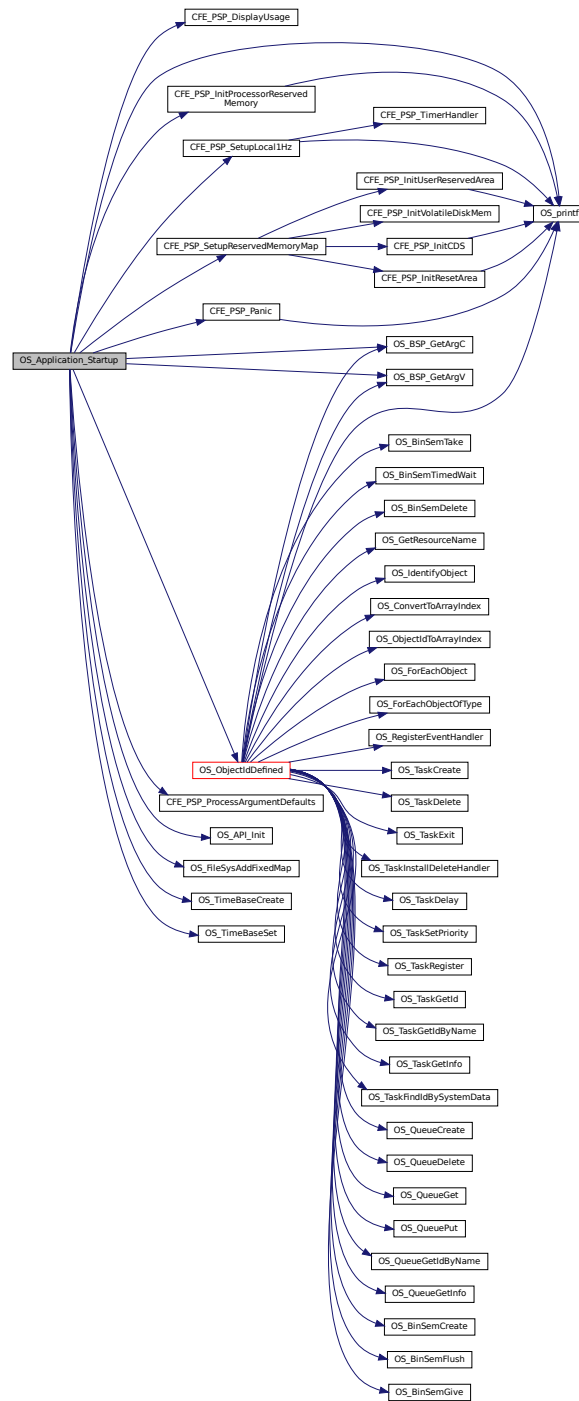 CFE_PSP_DisplayUsage
CFE_PSP_InitProcessorReserved
Memory
CFE_PSP_TimerHandler
CFE_PSP_SetupLocal1Hz
CFE_PSP_InitUserReservedArea
CFE_PSP_InitVolatileDiskMem
OS_printf
CFE_PSP_SetupReservedMemoryMap
CFE_PSP_InitCDS
CFE_PSP_InitResetArea
CFE_PSP_Panic
OS_BSP_GetArgC
OS_Application_Startup
OS_BSP_GetArgV
OS_BinSemTake
OS_BinSemTimedWait
OS_BinSemDelete
OS_GetResourceName
OS_IdentifyObject
OS_ConvertToArrayIndex
OS_ObjectIdToArrayIndex
OS_ForEachObject
OS_ForEachObjectOfType
OS_RegisterEventHandler
OS_ObjectIdDefined
OS_TaskCreate
CFE_PSP_ProcessArgumentDefaults
OS_TaskDelete
OS_API_Init
OS_TaskExit
OS_FileSysAddFixedMap
OS_TaskInstallDeleteHandler
OS_TimeBaseCreate
OS_TaskDelay
OS_TimeBaseSet
OS_TaskSetPriority
OS_TaskRegister
OS_TaskGetId
OS_TaskGetIdByName
OS_TaskGetInfo
OS_TaskFindIdBySystemData
OS_QueueCreate
OS_QueueDelete
OS_QueueGet
OS_QueuePut
OS_QueueGetIdByName
OS_QueueGetInfo
OS_BinSemCreate
OS_BinSemFlush
OS_BinSemGive